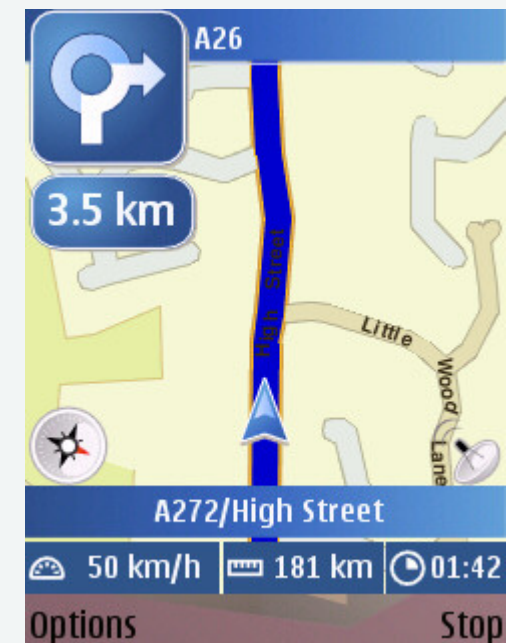 A26
3.5 km
High Street
Little
Wood
Lane
A272/High Street
50 km/h
181 km
01:42
Options
Stop